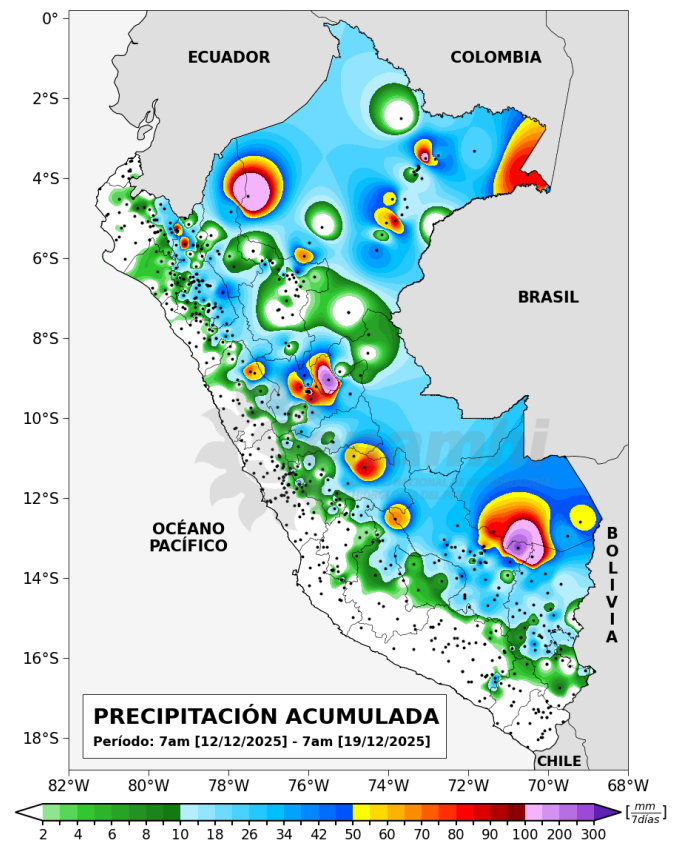 0°
2°S
4°S
6°S
8°S
10°S
12°S
14°S
16°S
18°S
ECUADOR
COLOMBIA
BRASIL
OCÉANO
PACÍFICO
B
O
L
I
V
I
A
PRECIPITACIÓN ACUMULADA
Período: 7am [12/12/2025] - 7am [19/12/2025]
CHILE
82°W 80°W 78°W 76°W 74°W 72°W 70°W 68°W
2 4 6 8 10 18 26 34 42 50 60 70 80 90 100 200 300
[mm/7días]